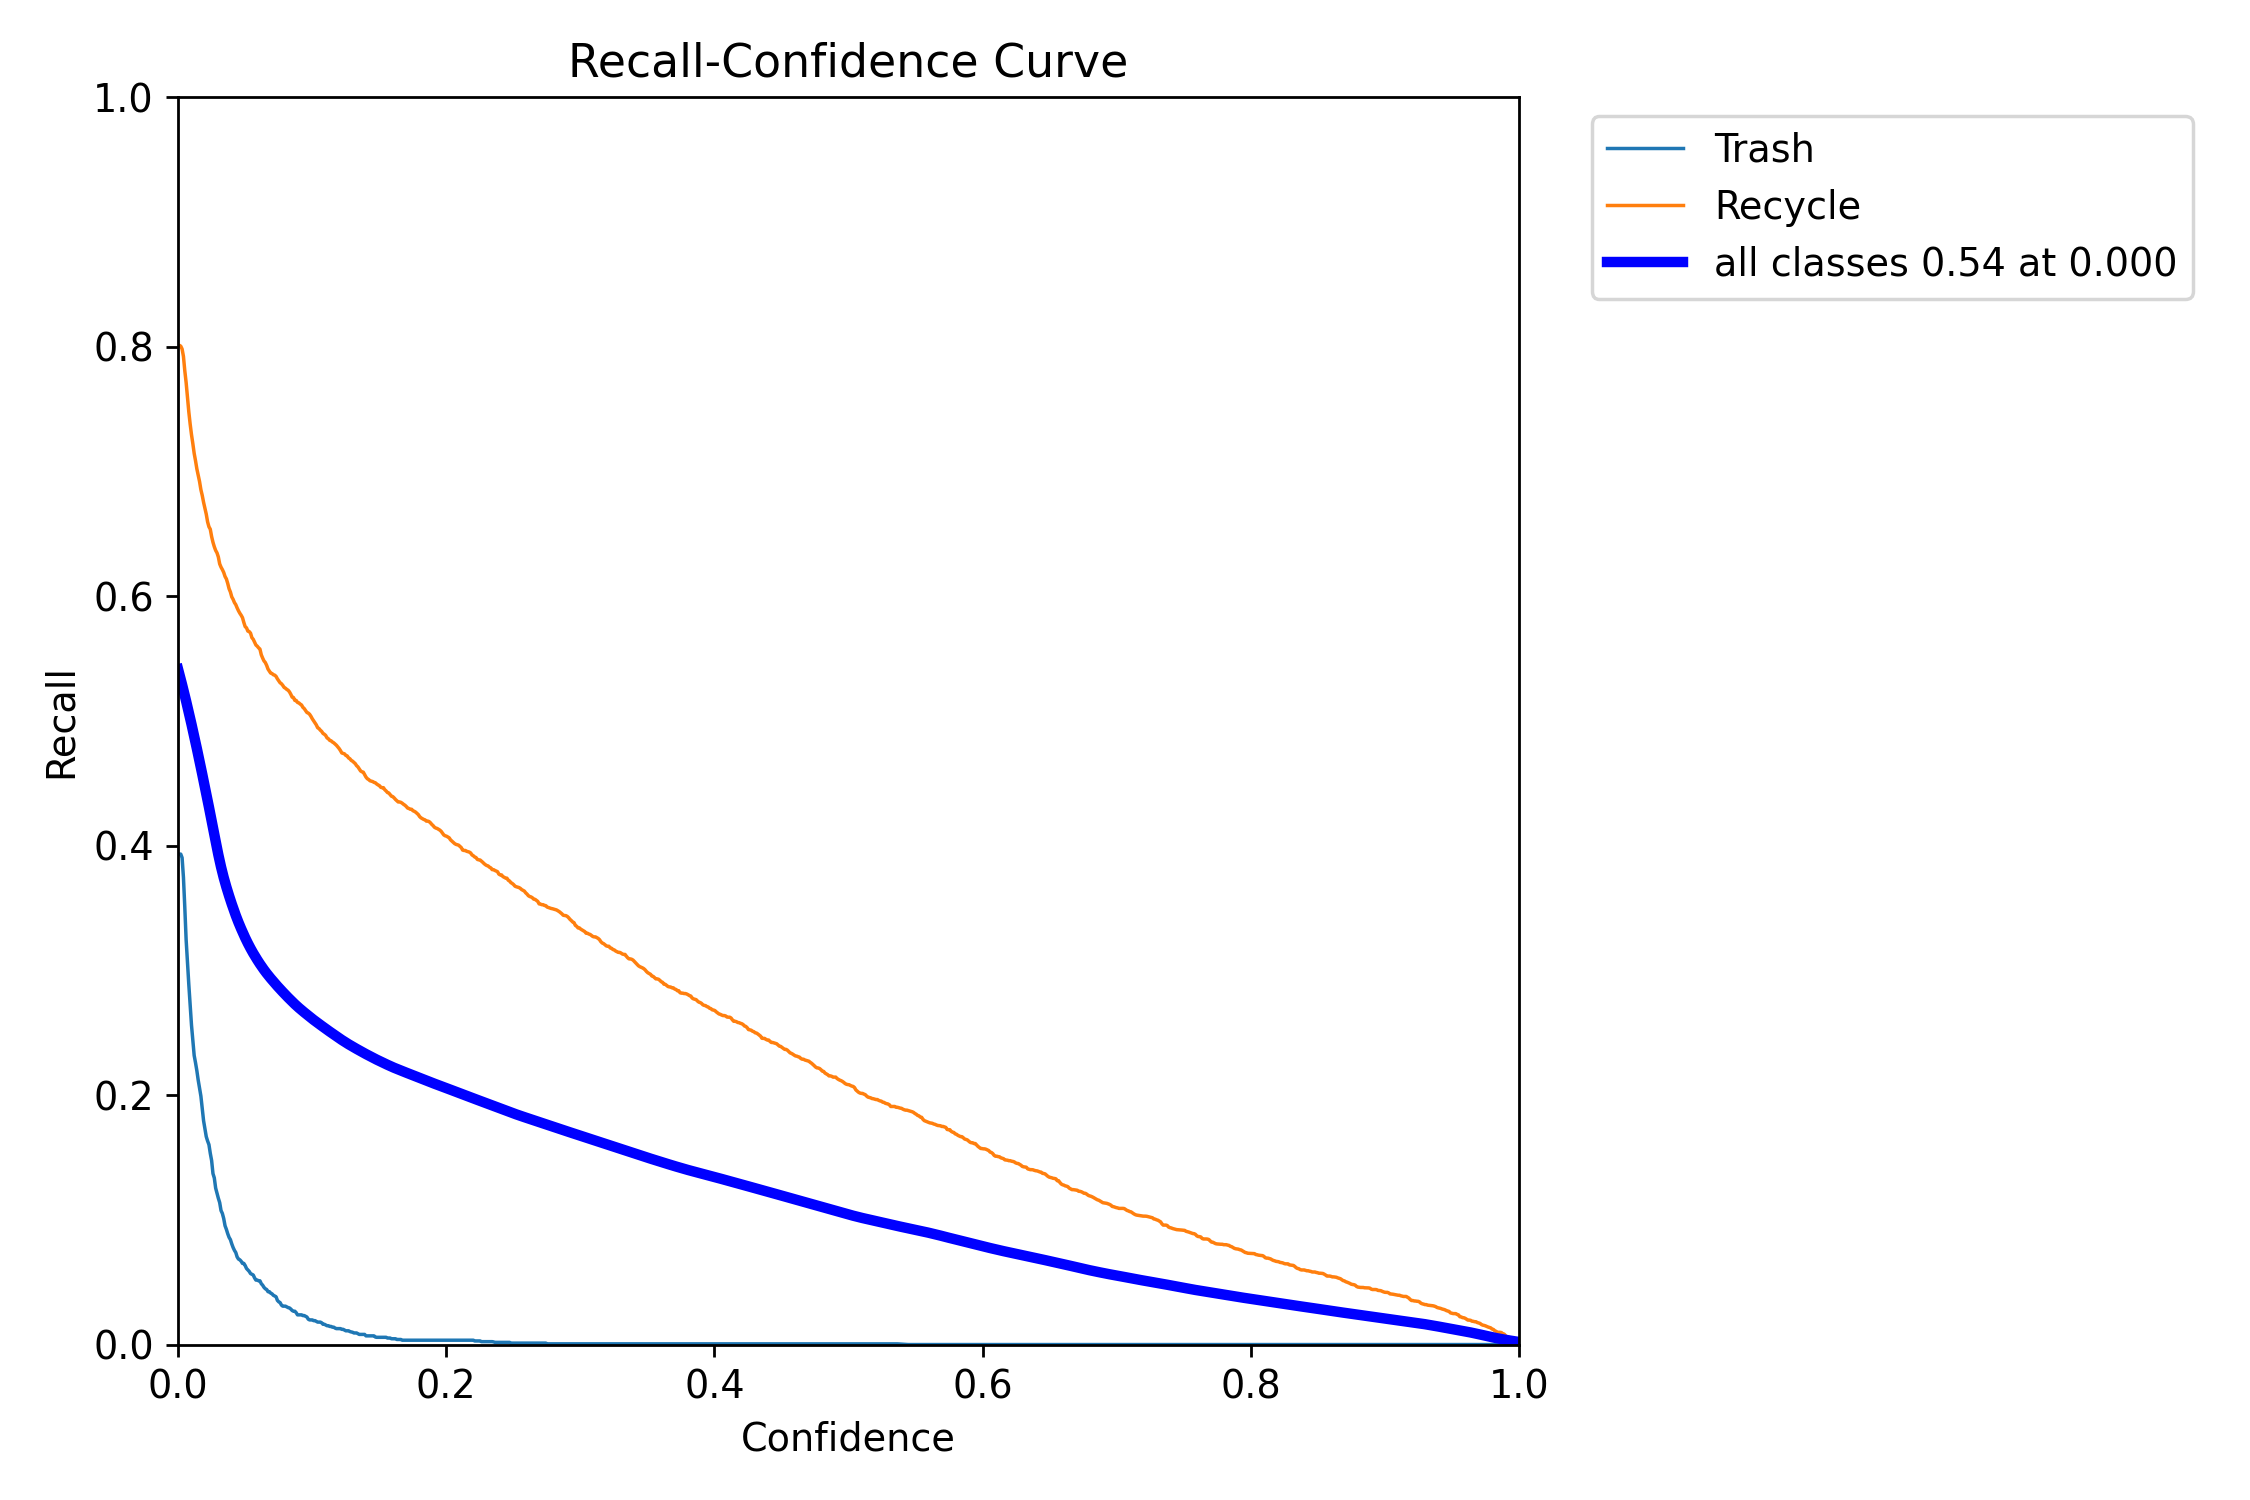 Recall-Confidence Curve
1.0
0.8
0.6
0.4
0.2
0.0
Recall
0.0 0.2 0.4 0.6 0.8 1.0
Confidence
Trash
Recycle
all classes 0.54 at 0.000